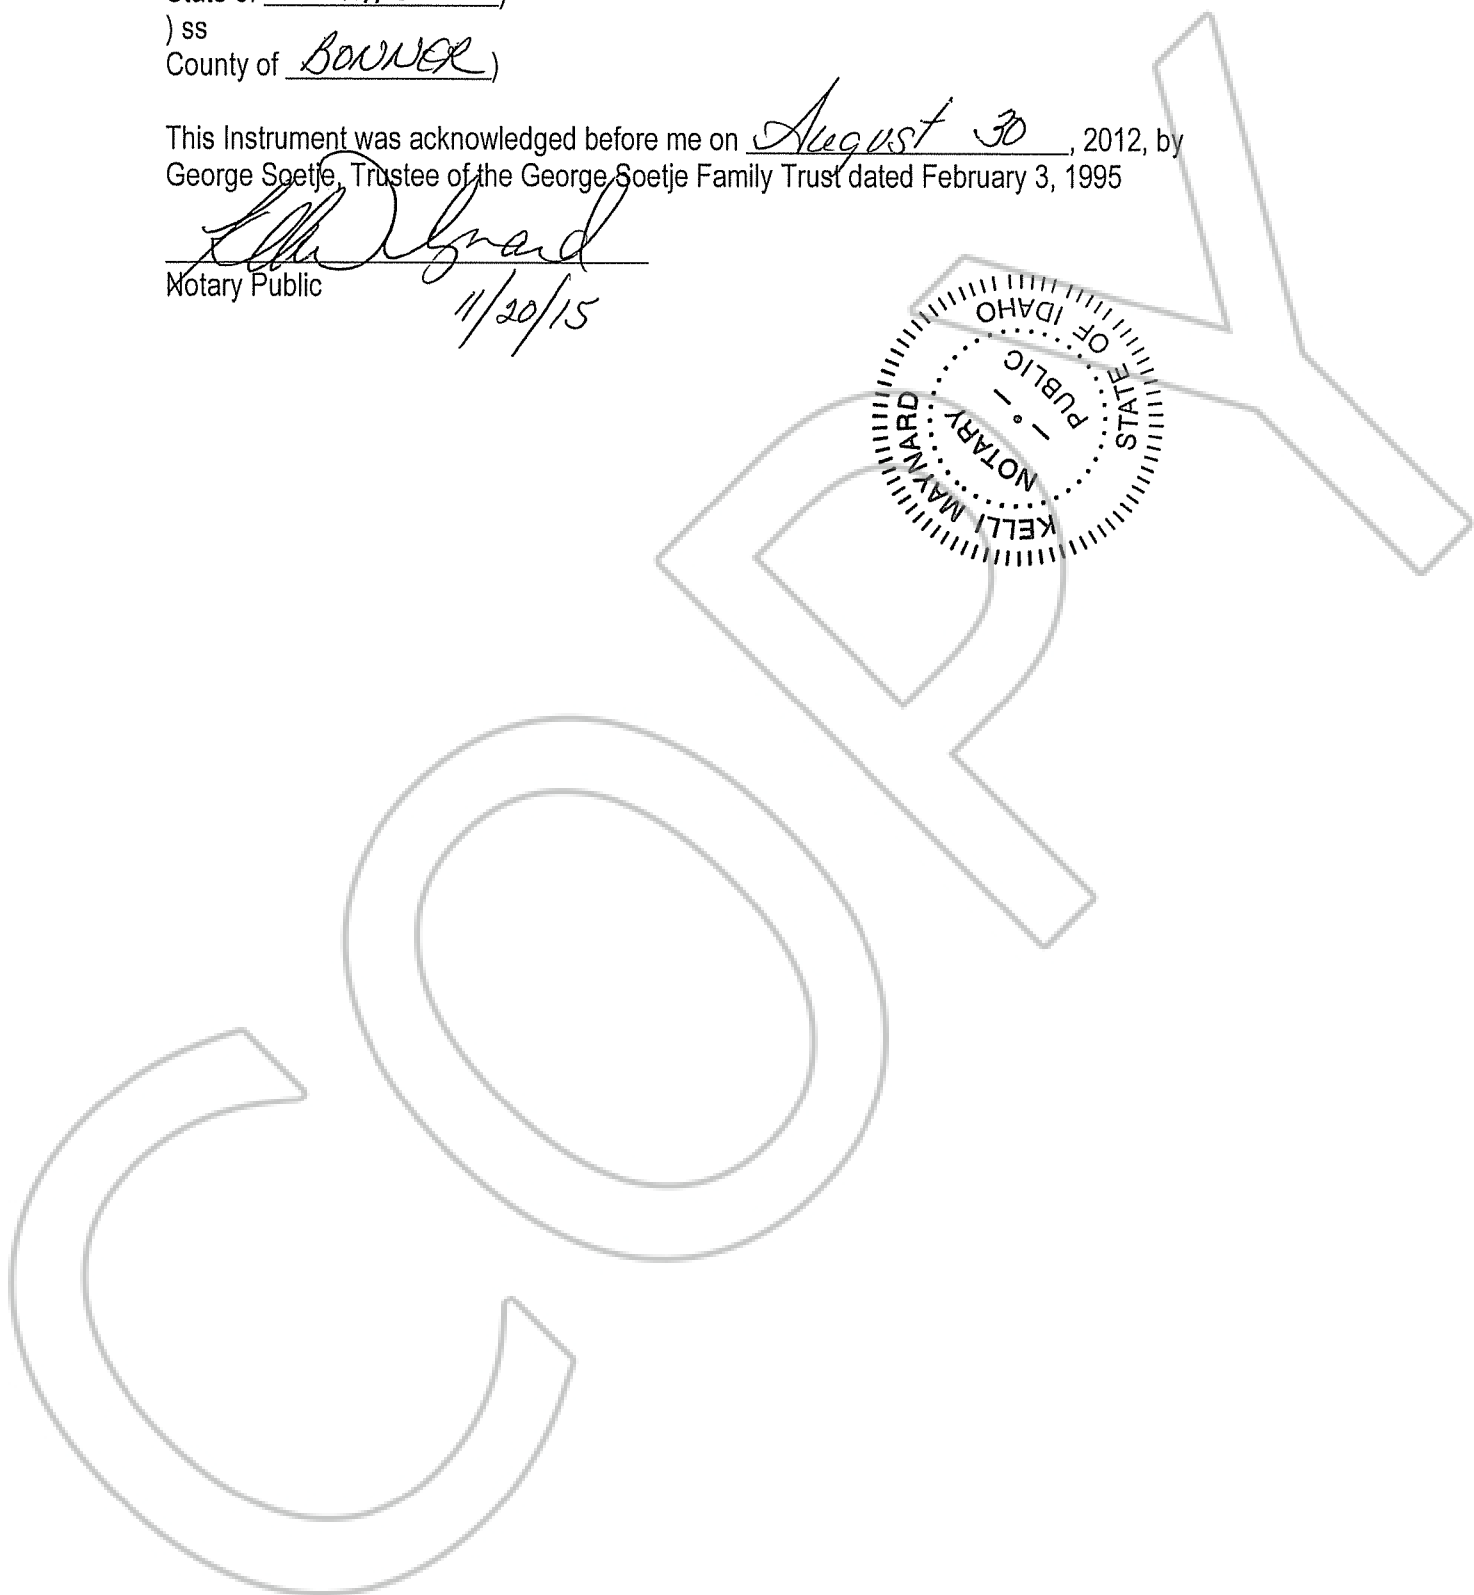 State of
) ss
County of BONNER )
This Instrument was acknowledged before me on August 30, 2012, by
George Soetje, Trustee of the George Soetje Family Trust dated February 3, 1995
Notary Public
11/20/15
KELLI MAYNARD
NOTARY
PUBLIC
STATE OF IDAHO
COPY